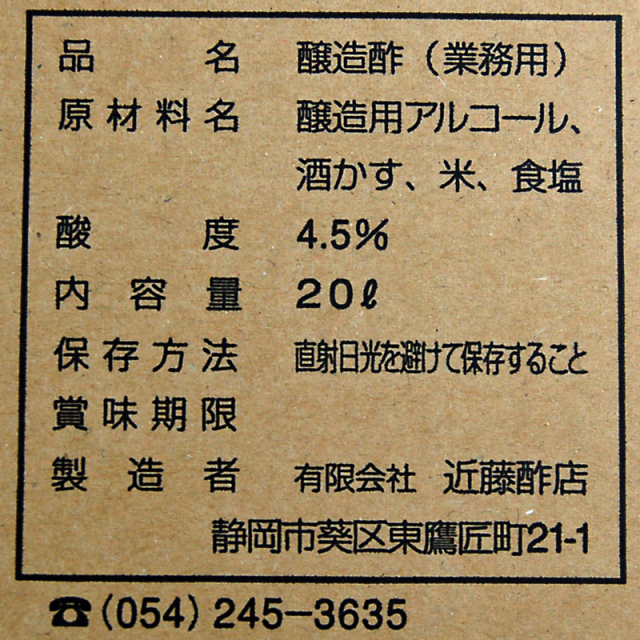 品名 醸造酢（業務用）
原材料名 醸造用アルコール、
酒かす、米、食塩
酸度 4.5%
内容量 20ℓ
保存方法 直射日光を避けて保存すること
賞味期限
製造者 有限会社 近藤酢店
静岡市葵区東鷹匠町21-1
☎(054)245-3635